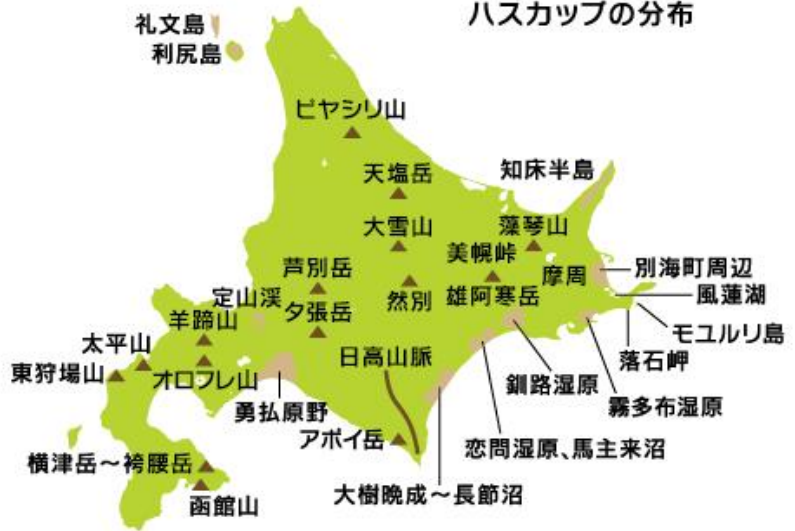 ハスカップの分布
礼文島
利尻島
ピヤシリ山
天塩岳
知床半島
大雪山
藻琴山
美幌峠
芦別岳
摩周
別海町周辺
定山渓
然別
雄阿寒岳
風蓮湖
羊蹄山
夕張岳
モユルリ島
太平山
日高山脈
落石岬
東狩場山
オロフレ山
釧路湿原
霧多布湿原
勇払原野
アポイ岳
恋問湿原、馬主来沼
横津岳～袴腰岳
大樹晩成～長節沼
函館山